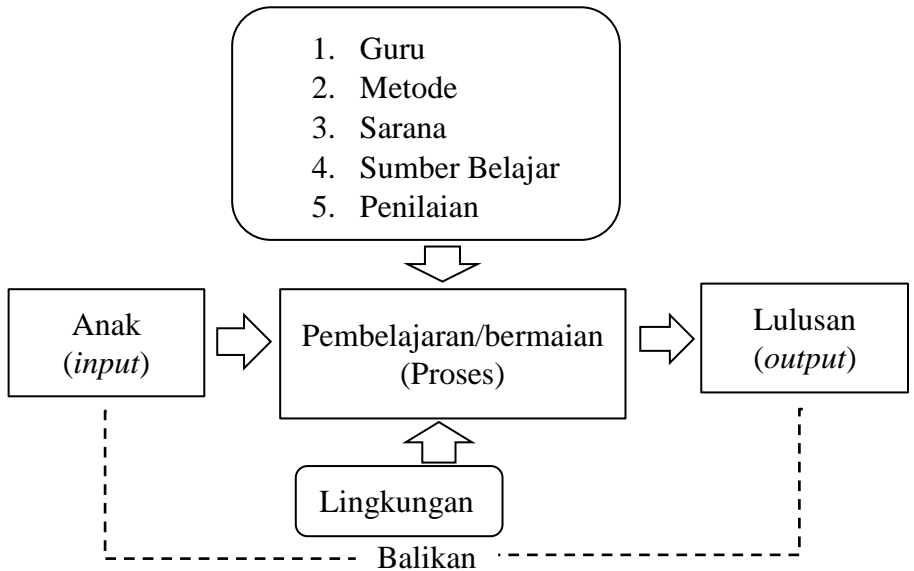 1. Guru
2. Metode
3. Sarana
4. Sumber Belajar
5. Penilaian
Anak
(input)
Pembelajaran/bermaian
(Proses)
Lulusan
(output)
Lingkungan
Balikan